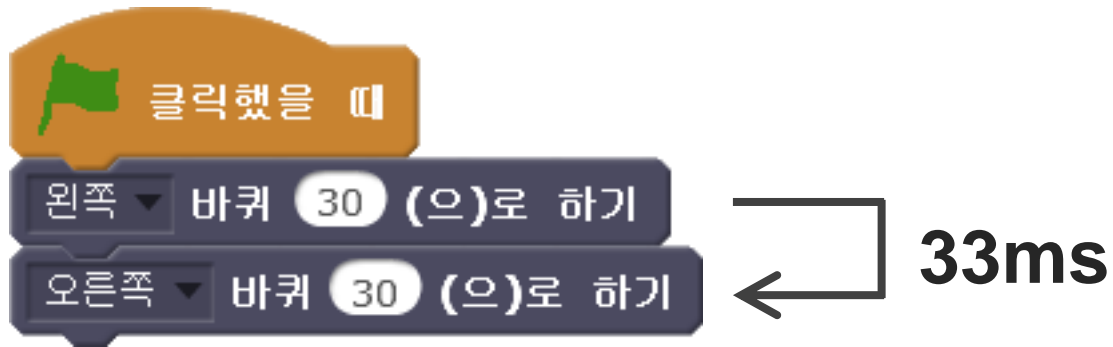 클릭했을 때
왼쪽 바퀴 30 (으)로 하기
오른쪽 바퀴 30 (으)로 하기
33ms